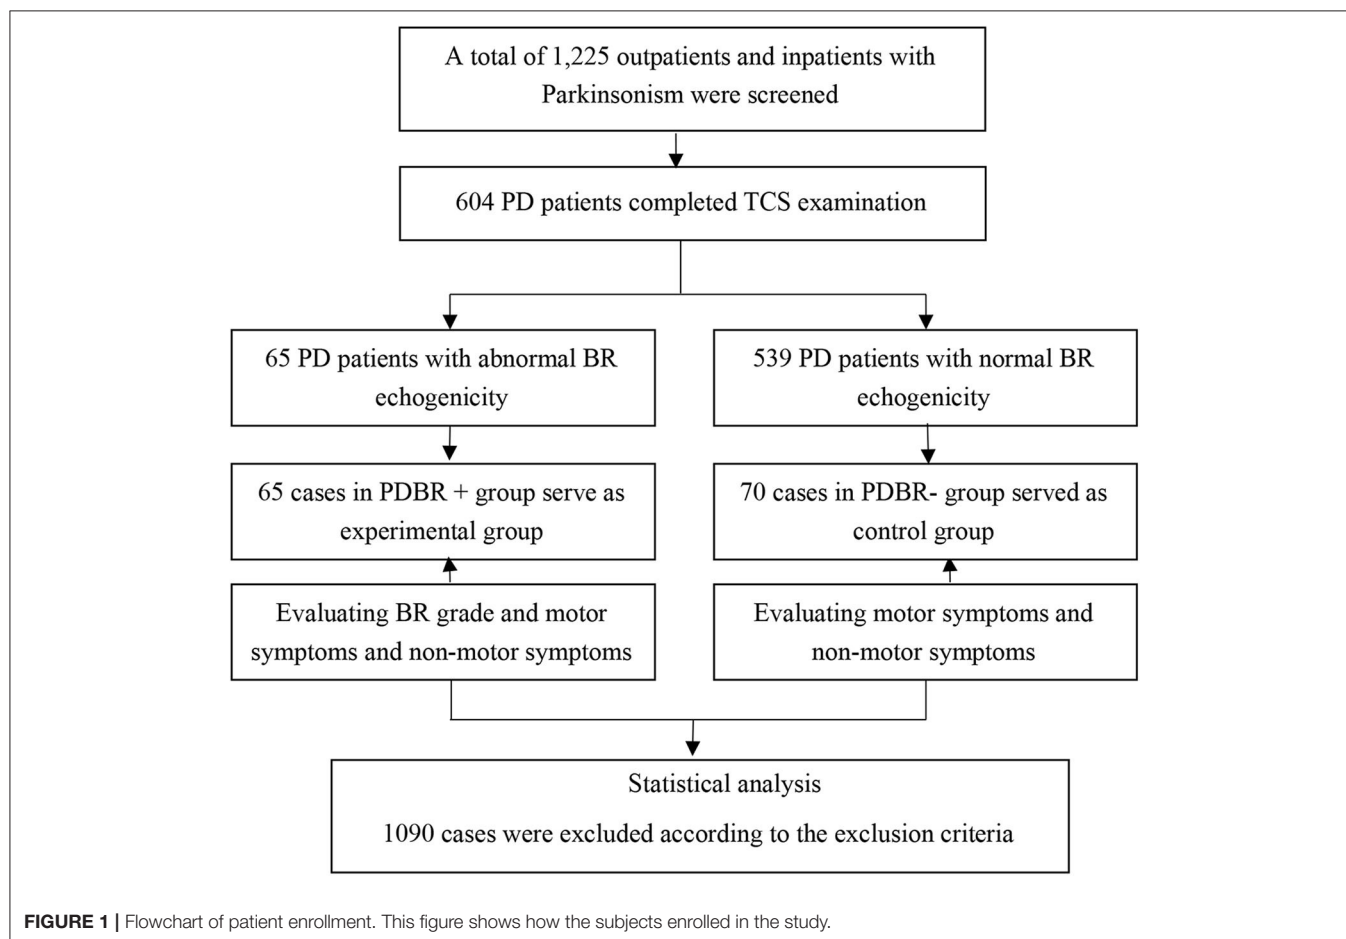 A total of 1,225 outpatients and inpatients with
Parkinsonism were screened
604 PD patients completed TCS examination
65 PD patients with abnormal BR
echogenicity
539 PD patients with normal BR
echogenicity
65 cases in PDBR + group serve as
experimental group
70 cases in PDBR- group served as
control group
Evaluating BR grade and motor
symptoms and non-motor symptoms
Evaluating motor symptoms and
non-motor symptoms
Statistical analysis
1090 cases were excluded according to the exclusion criteria
FIGURE 1 | Flowchart of patient enrollment. This figure shows how the subjects enrolled in the study.